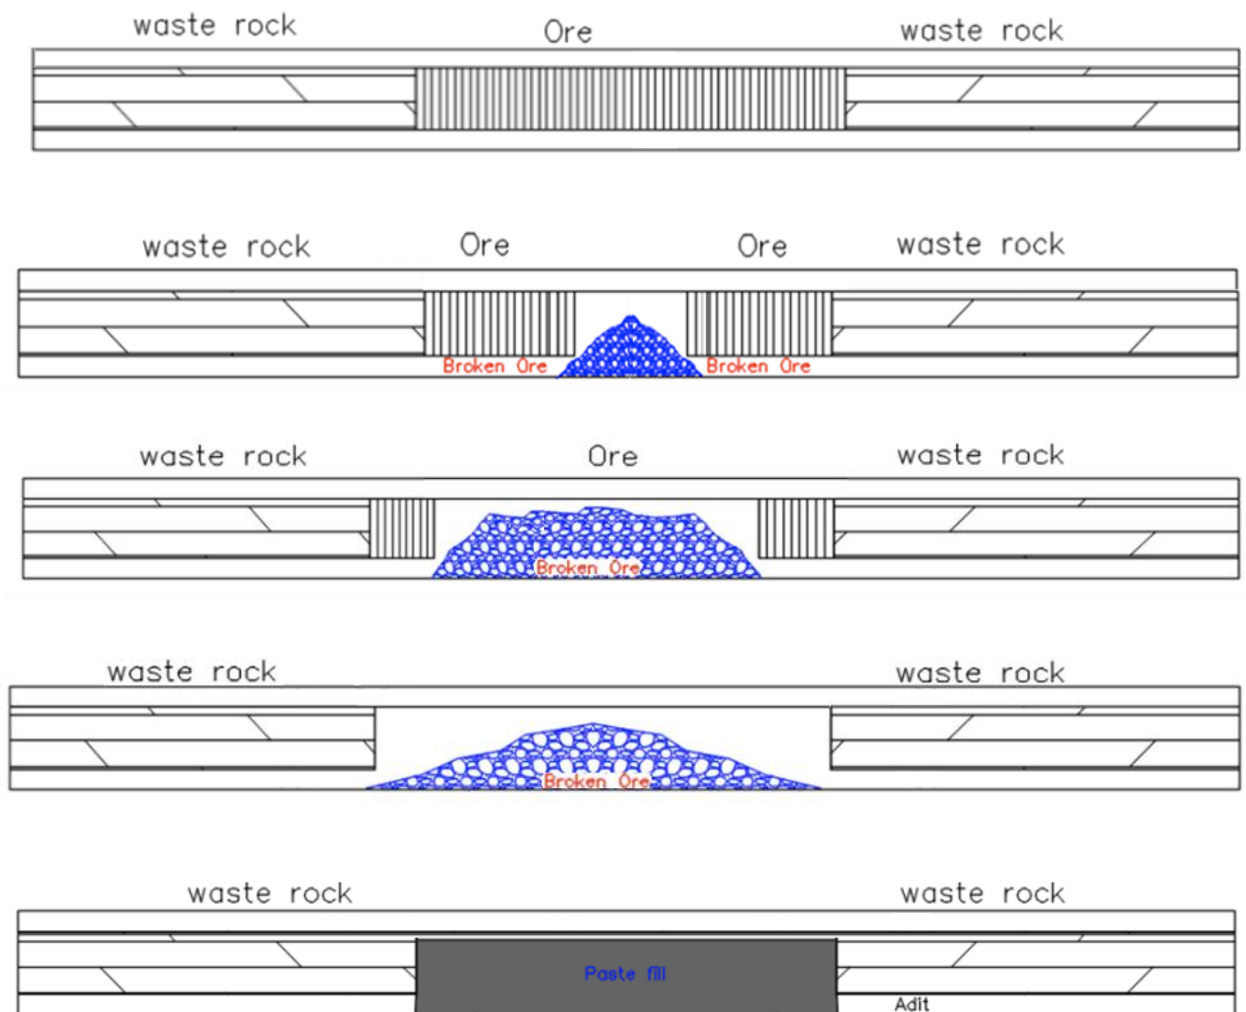 waste rock Ore waste rock
waste rock Ore Ore waste rock
Broken Ore Broken Ore
waste rock Ore waste rock
Broken Ore
waste rock waste rock
Broken Ore
waste rock waste rock
Paste fill
Adit